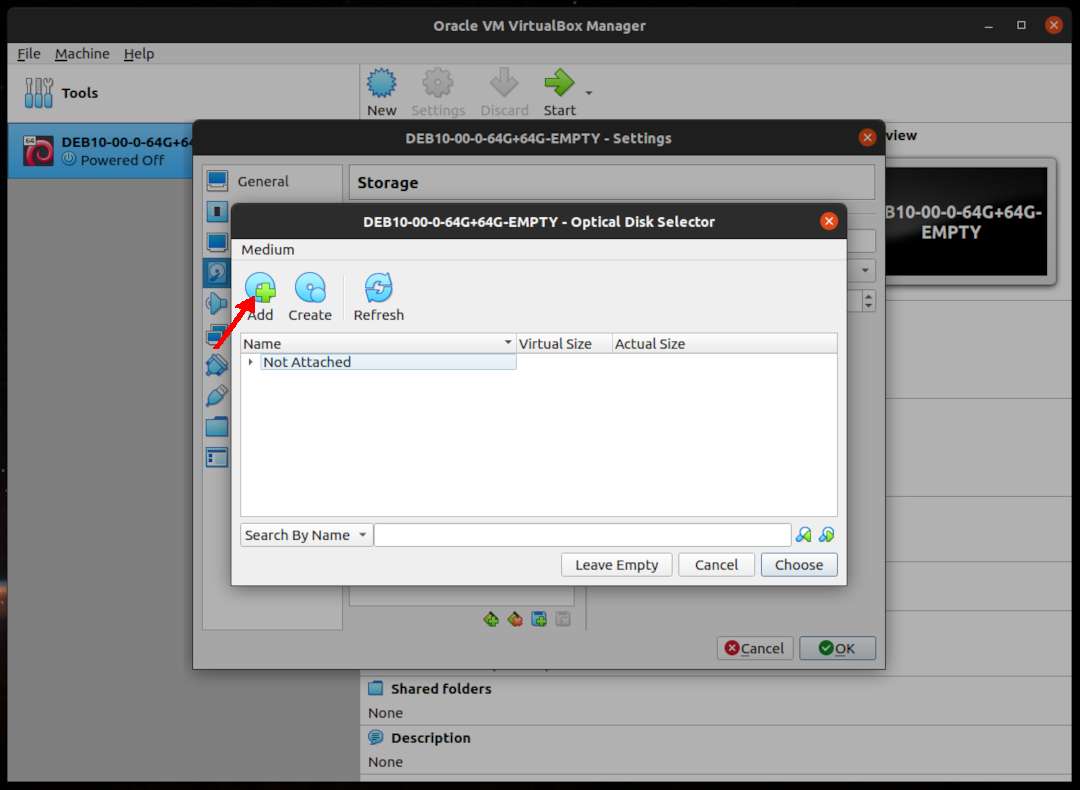 Oracle VM VirtualBox Manager
File Machine Help
Tools
New Settings Discard Start
64
DEB10-00-0-64G+64
Powered Off
DEB10-00-0-64G+64G-EMPTY - Settings
General
Storage
view
B10-00-0-64G+64G-
EMPTY
DEB10-00-0-64G+64G-EMPTY - Optical Disk Selector
Medium
Add Create Refresh
Name Virtual Size Actual Size
Not Attached
Search By Name
Leave Empty Cancel Choose
Cancel OK
Shared folders
None
Description
None